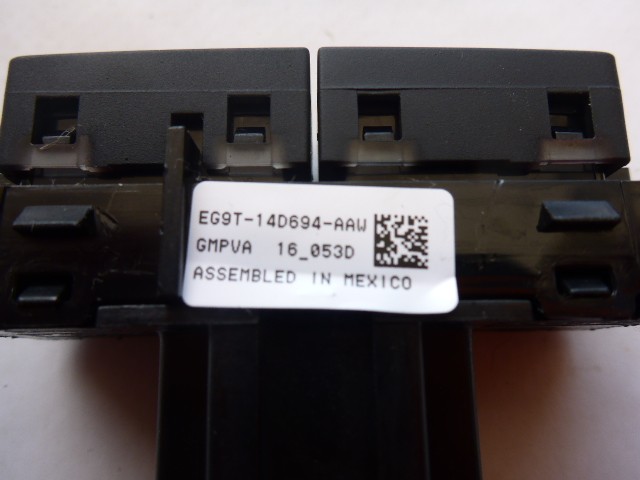 EG9T-14D694-AAW
GMPVA 16_053D
ASSEMBLED IN MEXICO